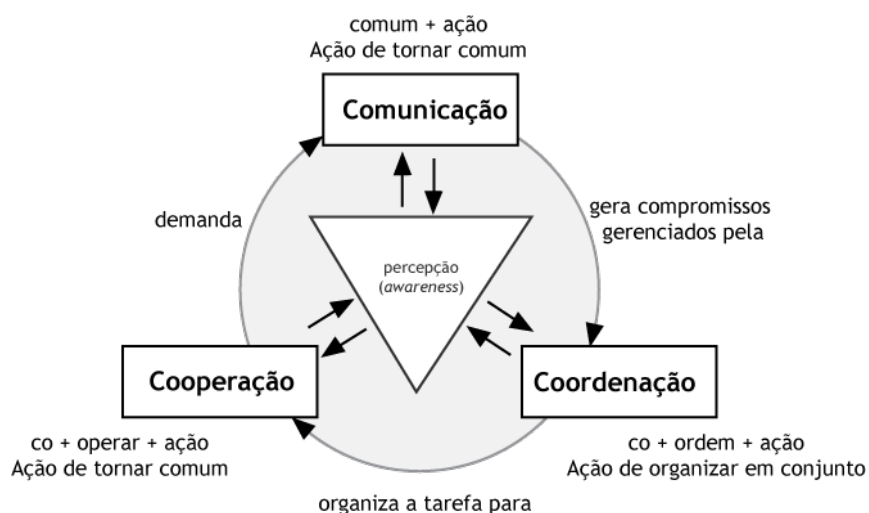 comum + ação
Ação de tornar comum
Comunicação
demanda
gera compromissos
gerenciados pela
percepção
(awareness)
Cooperação
Coordenação
co + operar + ação
Ação de tornar comum
co + ordem + ação
Ação de organizar em conjunto
organiza a tarefa para